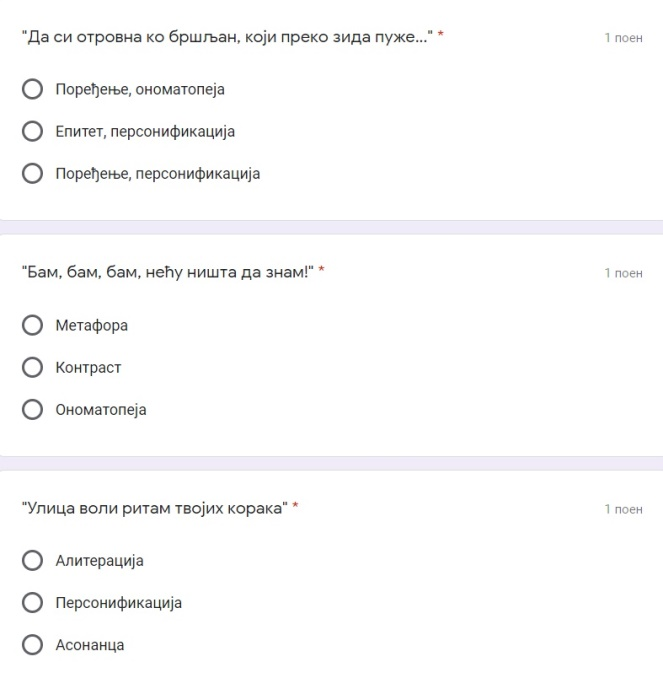 "Да си отровна ко бршљан, који преко зида пуже..." *
1 поен
Поређење, ономатопеја
Епитет, персонификација
Поређење, персонификација
"Бам, бам, бам, нећу ништа да знам!" *
1 поен
Метафора
Контраст
Ономатопеја
"Улица воли ритам твојих корака" *
1 поен
Алитерација
Персонификација
Асонанца